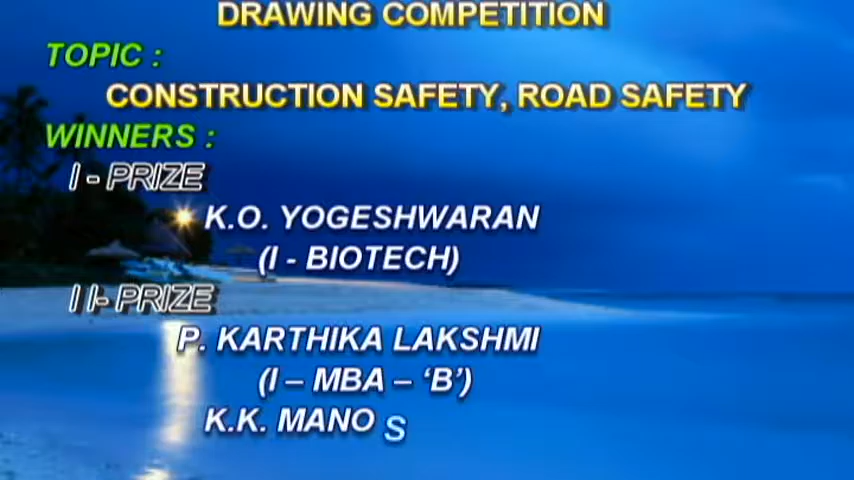 DRAWING COMPETITION
TOPIC :
CONSTRUCTION SAFETY, ROAD SAFETY
WINNERS :
I - PRIZE
K.O. YOGESHWARAN
(I - BIOTECH)
I I- PRIZE
P. KARTHIKA LAKSHMI
(I – MBA – ‘B’)
K.K. MANO S